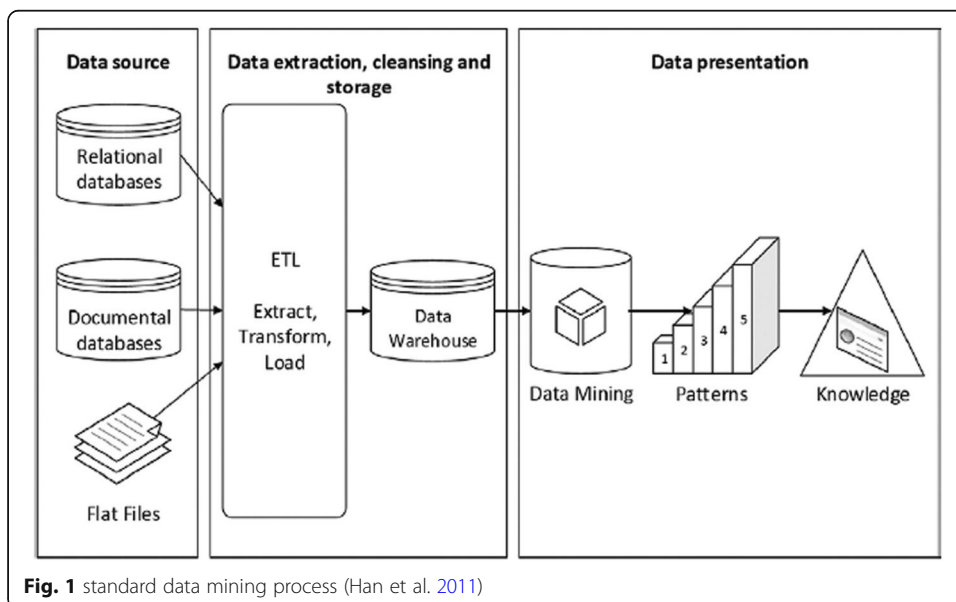 Data source
Relational
databases
Documental
databases
Flat Files
Data extraction, cleansing and
storage
ETL
Extract,
Transform,
Load
Data
Warehouse
Data presentation
Data Mining
1 2 3 4 5
Patterns
Knowledge
Fig. 1 standard data mining process (Han et al. 2011)